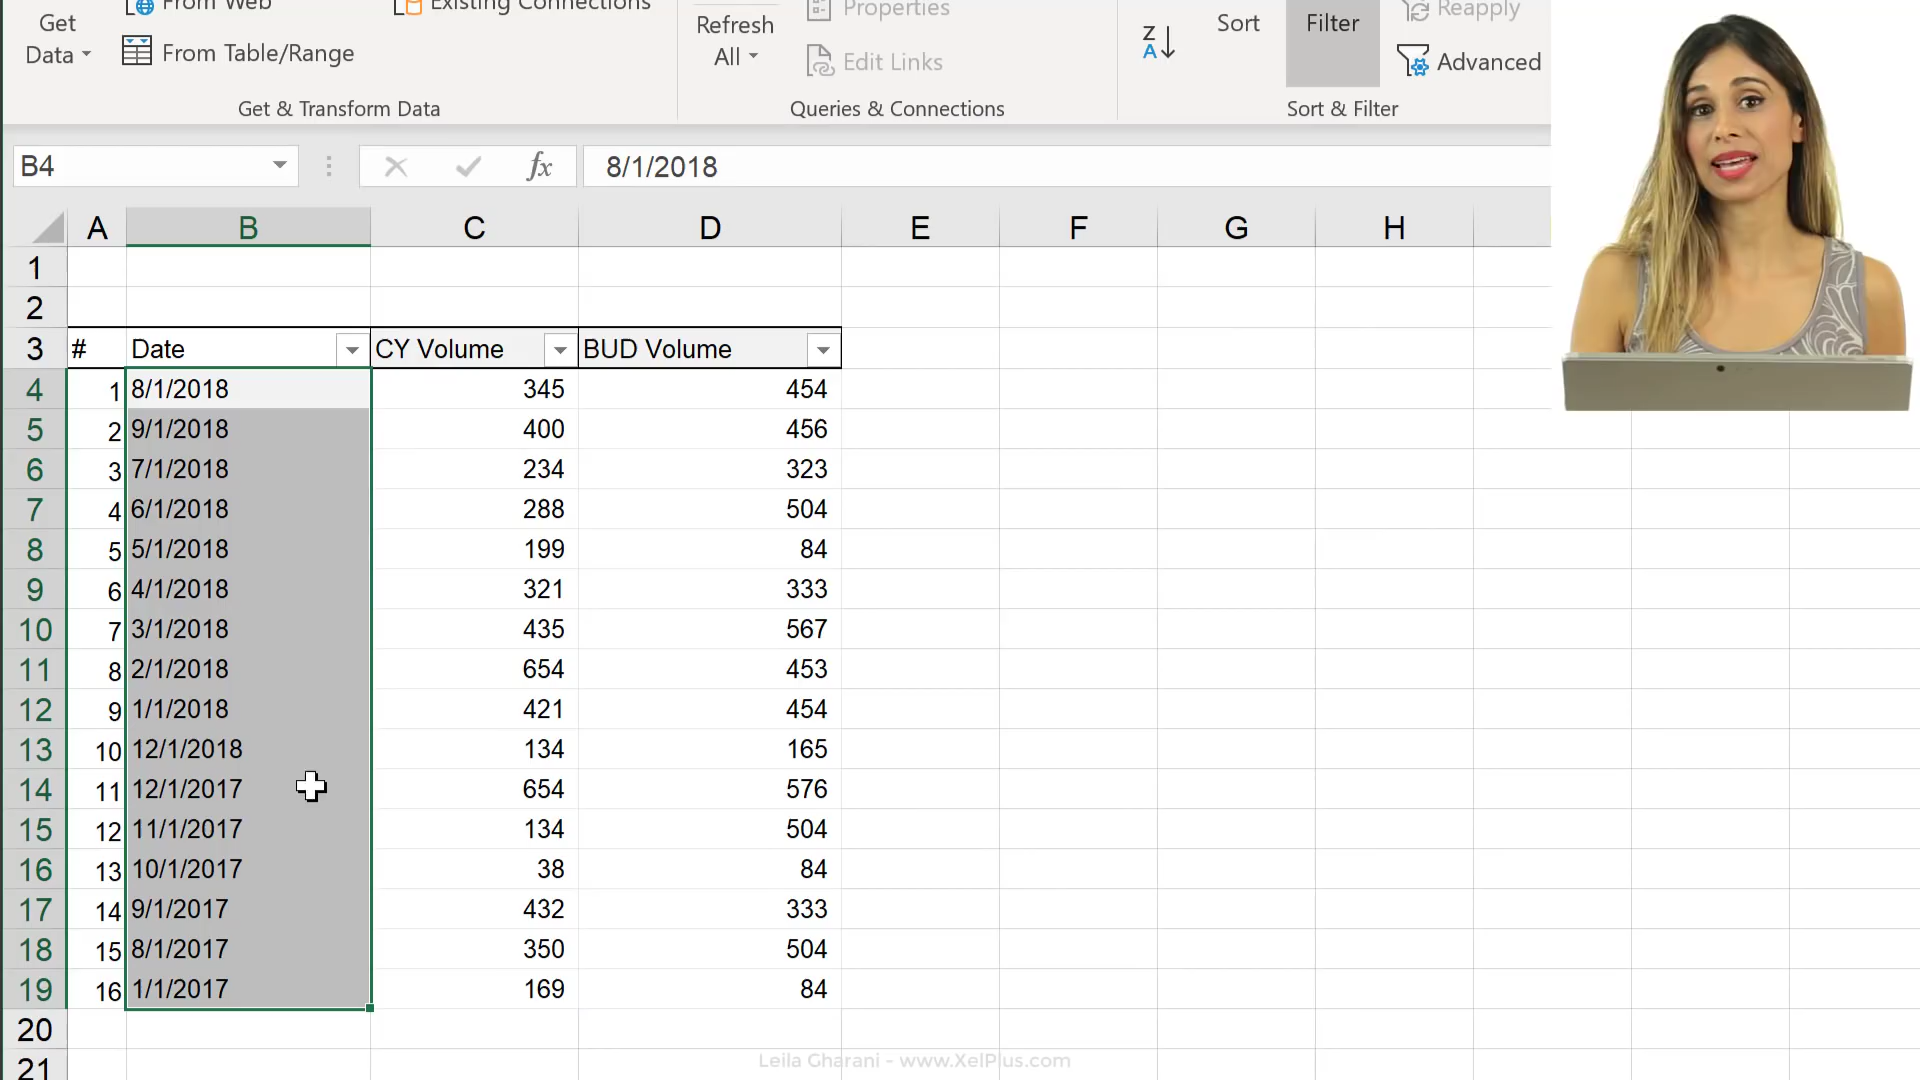 From Web
Existing Connections
Get
Data
From Table/Range
Refresh
All
Properties
Edit Links
Z
A
Sort
Filter
Reapply
Advanced
Get & Transform Data
Queries & Connections
Sort & Filter
B4
fx
8/1/2018
A B C D E F G H
1
2
3 # Date CY Volume BUD Volume
4 1 8/1/2018 345 454
5 2 9/1/2018 400 456
6 3 7/1/2018 234 323
7 4 6/1/2018 288 504
8 5 5/1/2018 199 84
9 6 4/1/2018 321 333
10 7 3/1/2018 435 567
11 8 2/1/2018 654 453
12 9 1/1/2018 421 454
13 10 12/1/2018 134 165
14 11 12/1/2017 654 576
15 12 11/1/2017 134 504
16 13 10/1/2017 38 84
17 14 9/1/2017 432 333
18 15 8/1/2017 350 504
19 16 1/1/2017 169 84
20
21
Leila Gharani - www.XelPlus.com